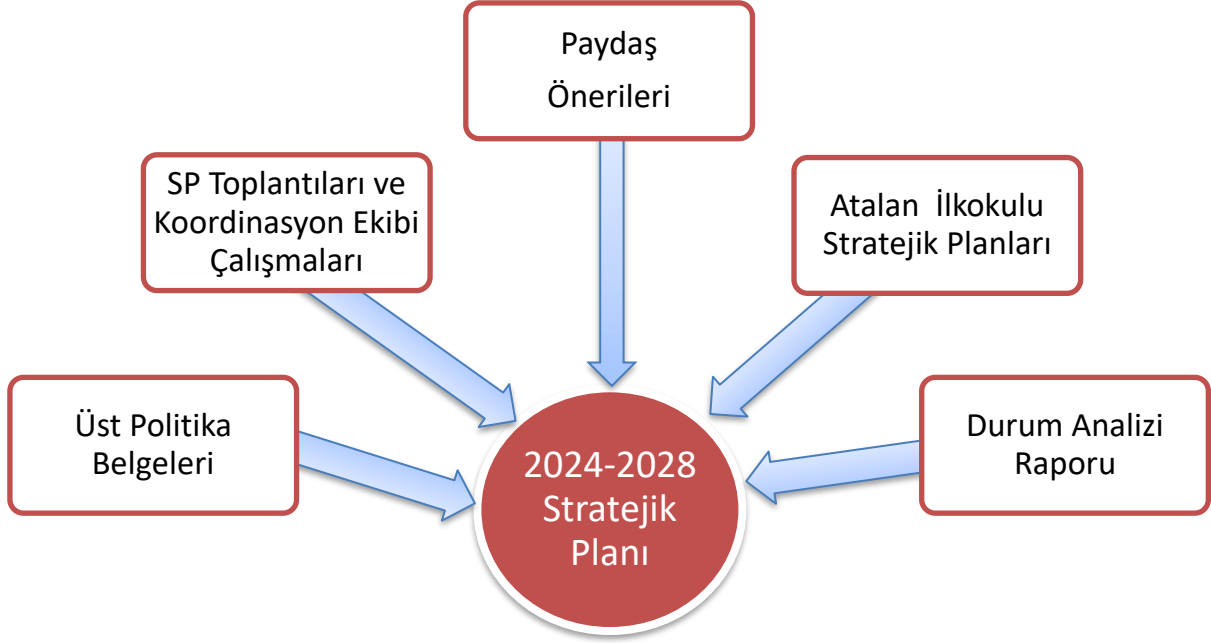 Paydaş
Önerileri
SP Toplantıları ve
Koordinasyon Ekibi
Çalışmaları
Atalan İlkokulu
Stratejik Planları
Üst Politika
Belgeleri
Durum Analizi
Raporu
2024-2028
Stratejik
Planı